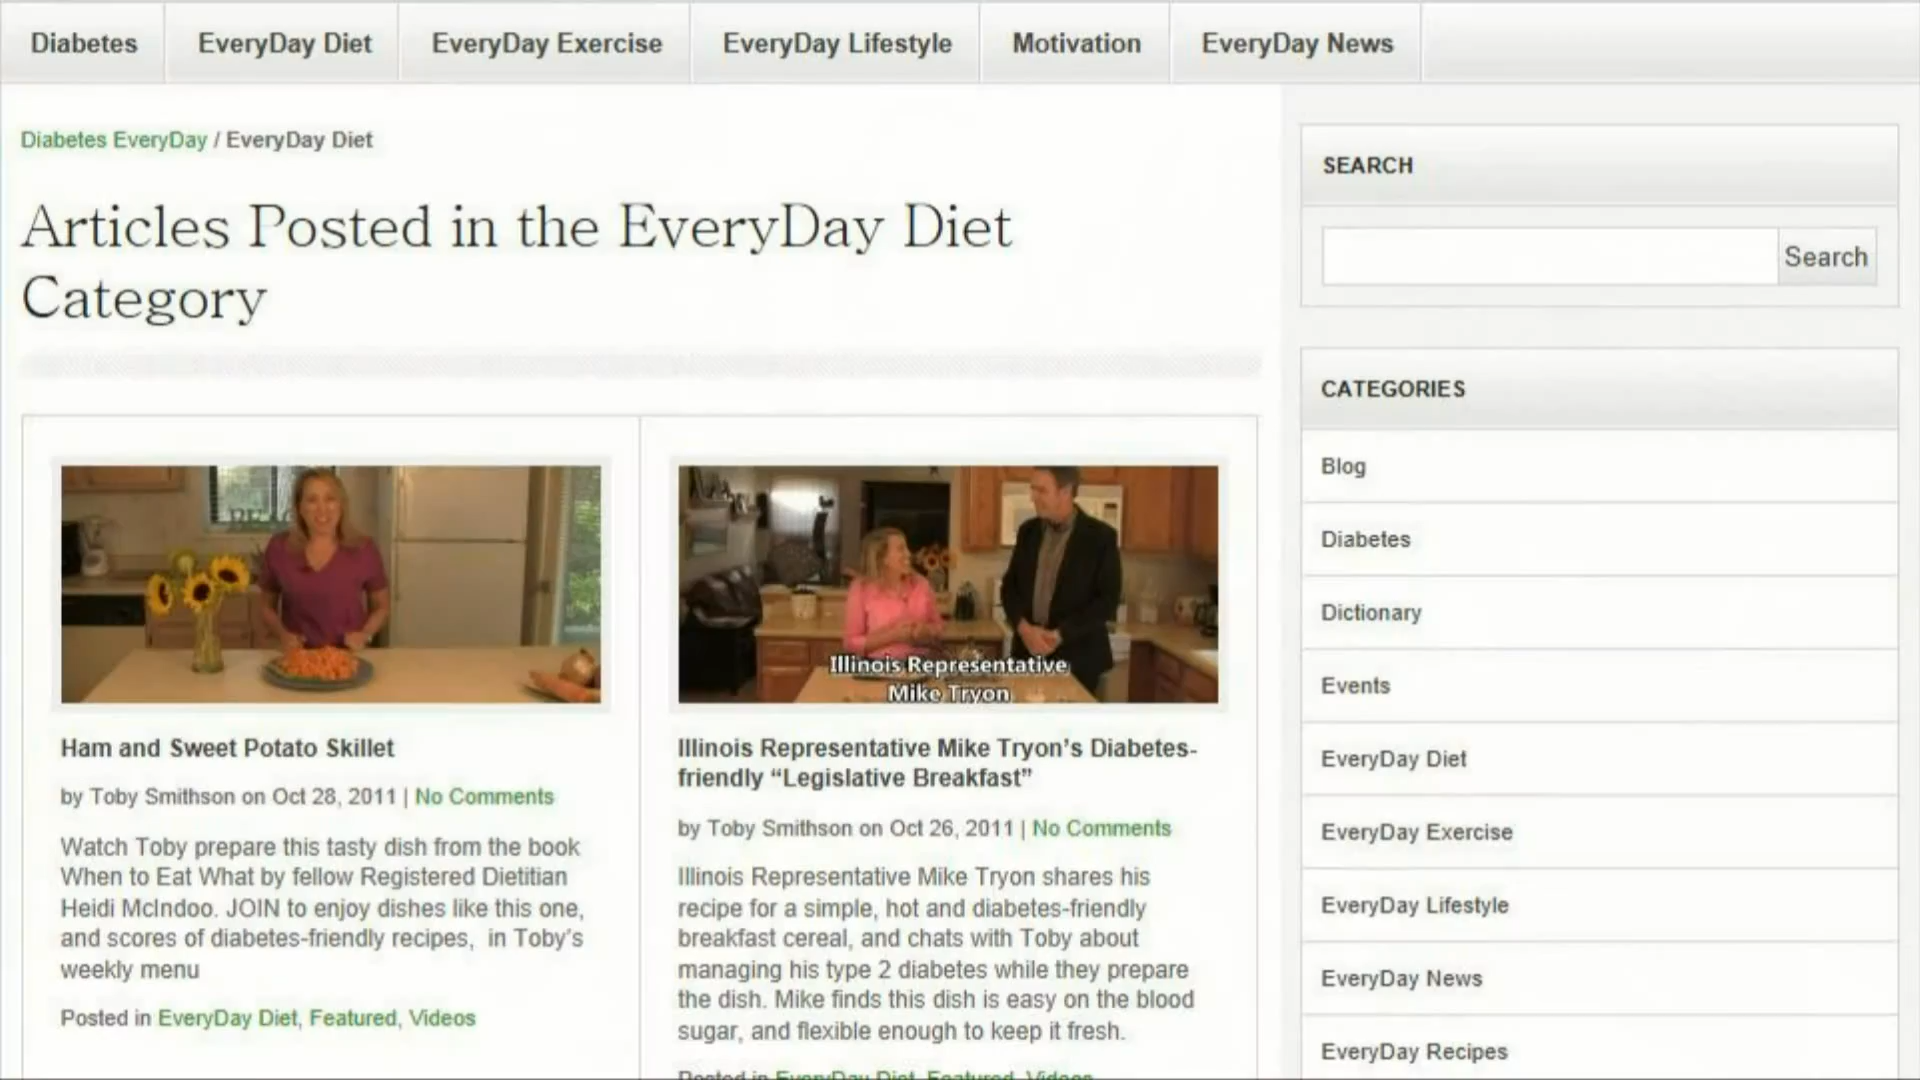 Diabetes
EveryDay Diet
EveryDay Exercise
EveryDay Lifestyle
Motivation
EveryDay News
Diabetes EveryDay / EveryDay Diet
Articles Posted in the EveryDay Diet
Category
Illinois Representative
Mike Tryon
Ham and Sweet Potato Skillet
by Toby Smithson on Oct 28, 2011 | No Comments
Watch Toby prepare this tasty dish from the book
When to Eat What by fellow Registered Dietitian
Heidi McIndoo. JOIN to enjoy dishes like this one,
and scores of diabetes-friendly recipes, in Toby's
weekly menu
Posted in EveryDay Diet, Featured, Videos
Illinois Representative Mike Tryon’s Diabetes-
friendly “Legislative Breakfast”
by Toby Smithson on Oct 26, 2011 | No Comments
Illinois Representative Mike Tryon shares his
recipe for a simple, hot and diabetes-friendly
breakfast cereal, and chats with Toby about
managing his type 2 diabetes while they prepare
the dish. Mike finds this dish is easy on the blood
sugar, and flexible enough to keep it fresh.
Posted in EveryDay Diet, Featured, Videos
SEARCH
Search
CATEGORIES
Blog
Diabetes
Dictionary
Events
EveryDay Diet
EveryDay Exercise
EveryDay Lifestyle
EveryDay News
EveryDay Recipes